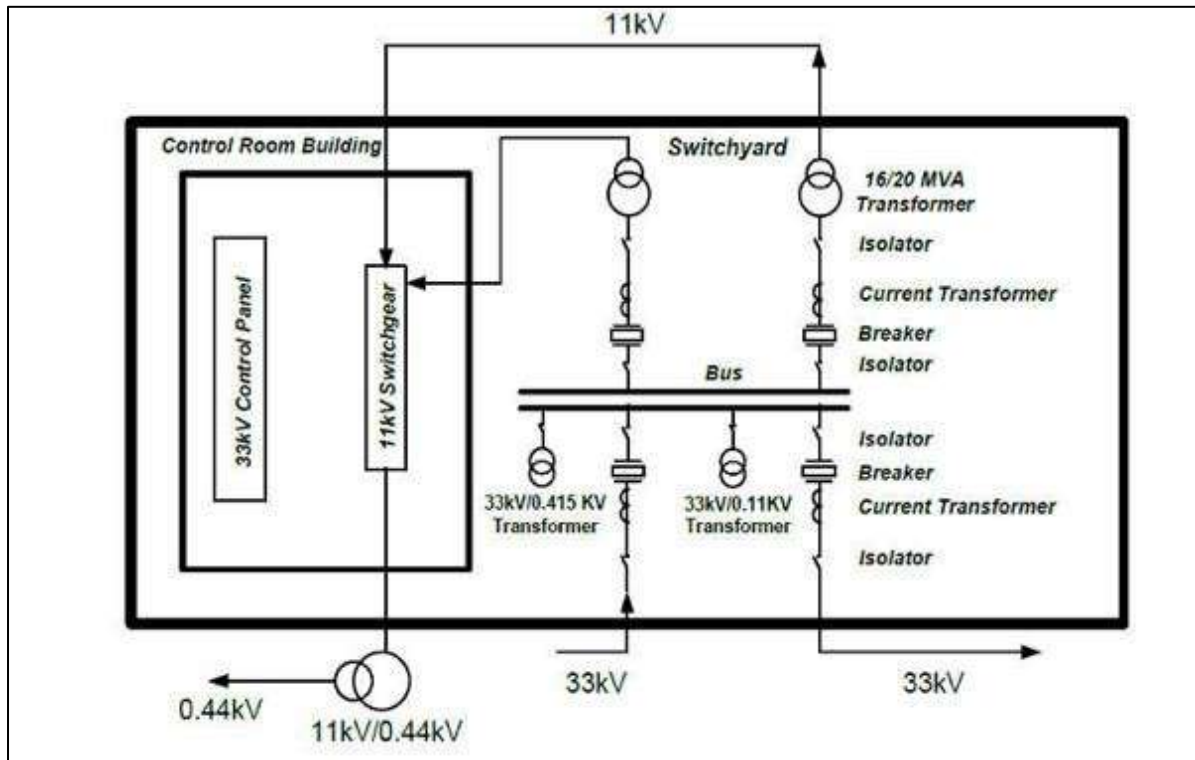 11kV
Control Room Building
Switchyard
16/20 MVA
Transformer
Isolator
Current Transformer
Breaker
Isolator
33kV Control Panel
11kV Switchgear
Bus
Isolator
Breaker
Current Transformer
Isolator
33kV/0.415 KV
Transformer
33kV/0.11KV
Transformer
33kV
33kV
0.44kV
11kV/0.44kV